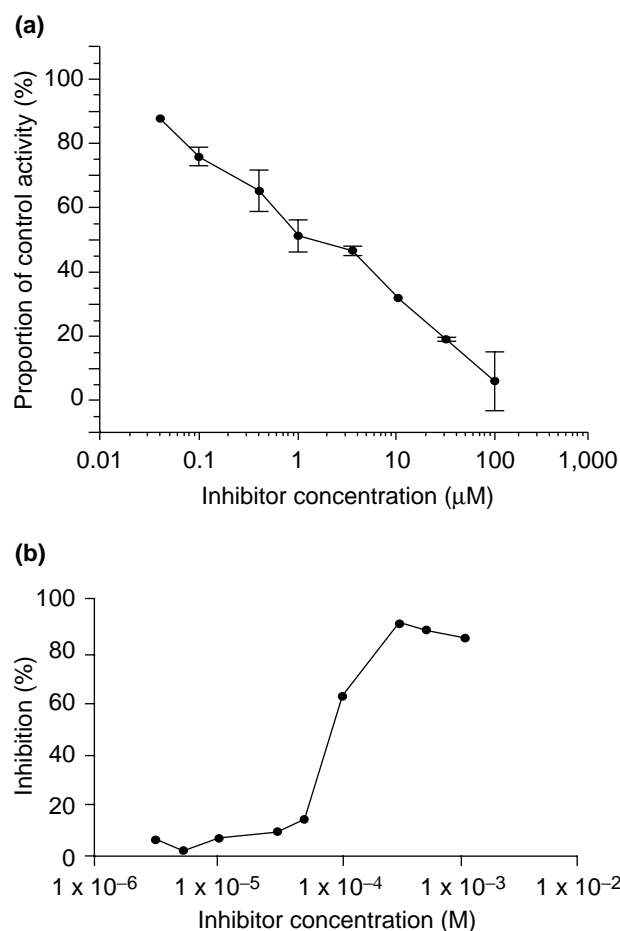 (a)
Proportion of control activity (%)
100
80
60
40
20
0
0.01 0.1 1 10 100 1,000
Inhibitor concentration (μM)
(b)
Inhibition (%)
100
80
60
40
20
0
1 x 10⁻⁶ 1 x 10⁻⁵ 1 x 10⁻⁴ 1 x 10⁻³ 1 x 10⁻²
Inhibitor concentration (M)